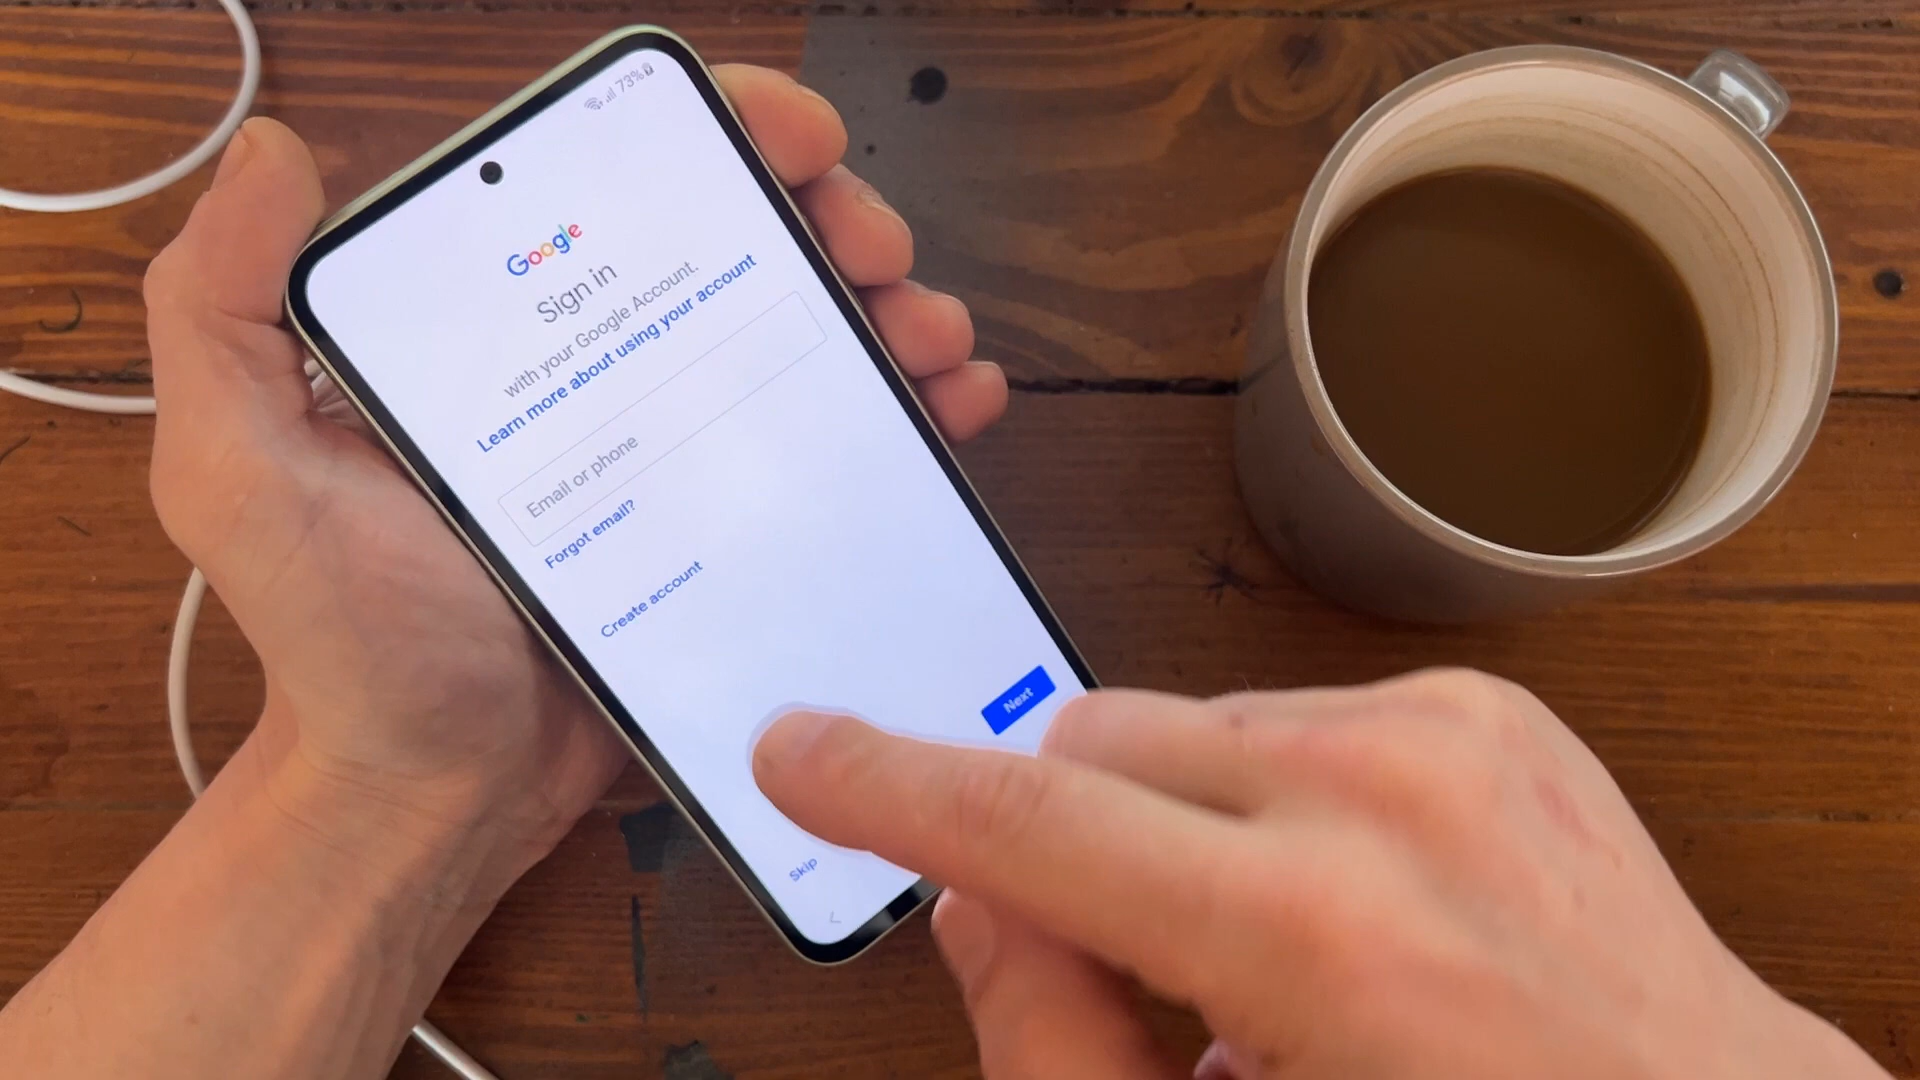 73%
Google
Sign in
with your Google Account.
Learn more about using your account
Email or phone
Forgot email?
Create account
Next
Skip